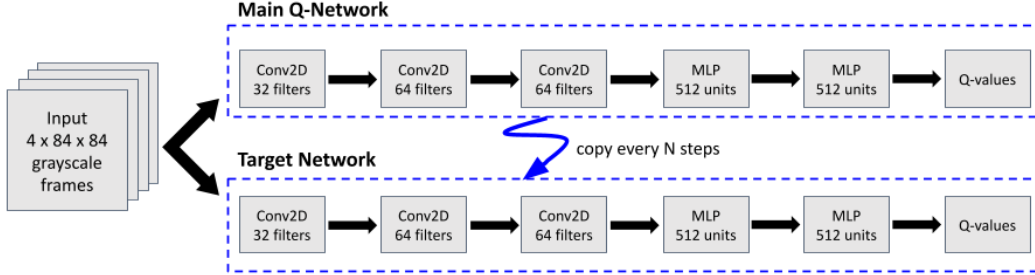 Main Q-Network
Conv2D
32 filters
Conv2D
64 filters
Conv2D
64 filters
MLP
512 units
MLP
512 units
Q-values
Input
4 x 84 x 84
grayscale
frames
copy every N steps
Target Network
Conv2D
32 filters
Conv2D
64 filters
Conv2D
64 filters
MLP
512 units
MLP
512 units
Q-values